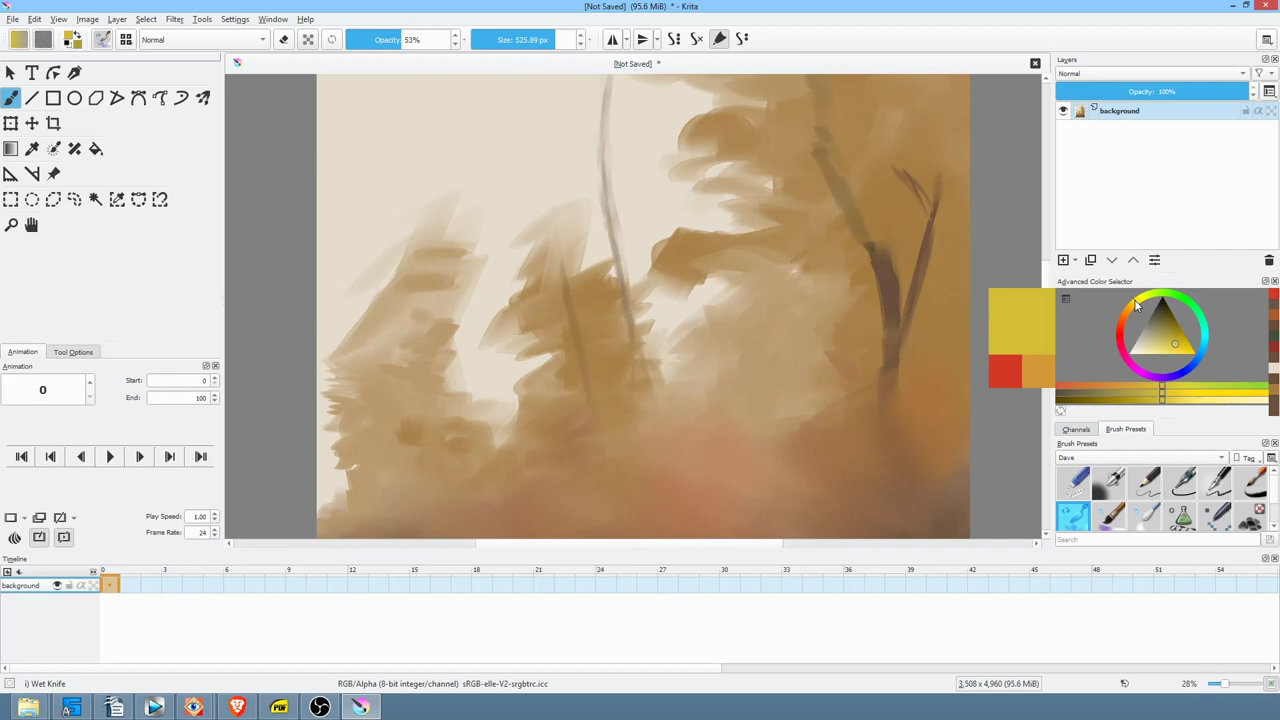 [Not Saved] (95.6 MiB) * - Krita
File Edit View Image Layer Select Filter Tools Settings Window Help
Normal Opacity: 53% Size: 525.89 px
[Not Saved] *
Layers
Normal
Opacity: 100%
background
Advanced Color Selector
Channels Brush Presets
Brush Presets
Dave Tag
Search
Animation Tool Options
Animation
0 Start: 0
End: 100
Play Speed: 1.00
Frame Rate: 24
Timeline
0 3 6 9 12 15 18 21 24 27 30 33 36 39 42 45 48 51 54
background
i) Wet Knife RGB/Alpha (8-bit integer/channel) sRGB-elle-V2-srgbtrc.icc 3,508 x 4,960 (95.6 MiB) 28%
PDF